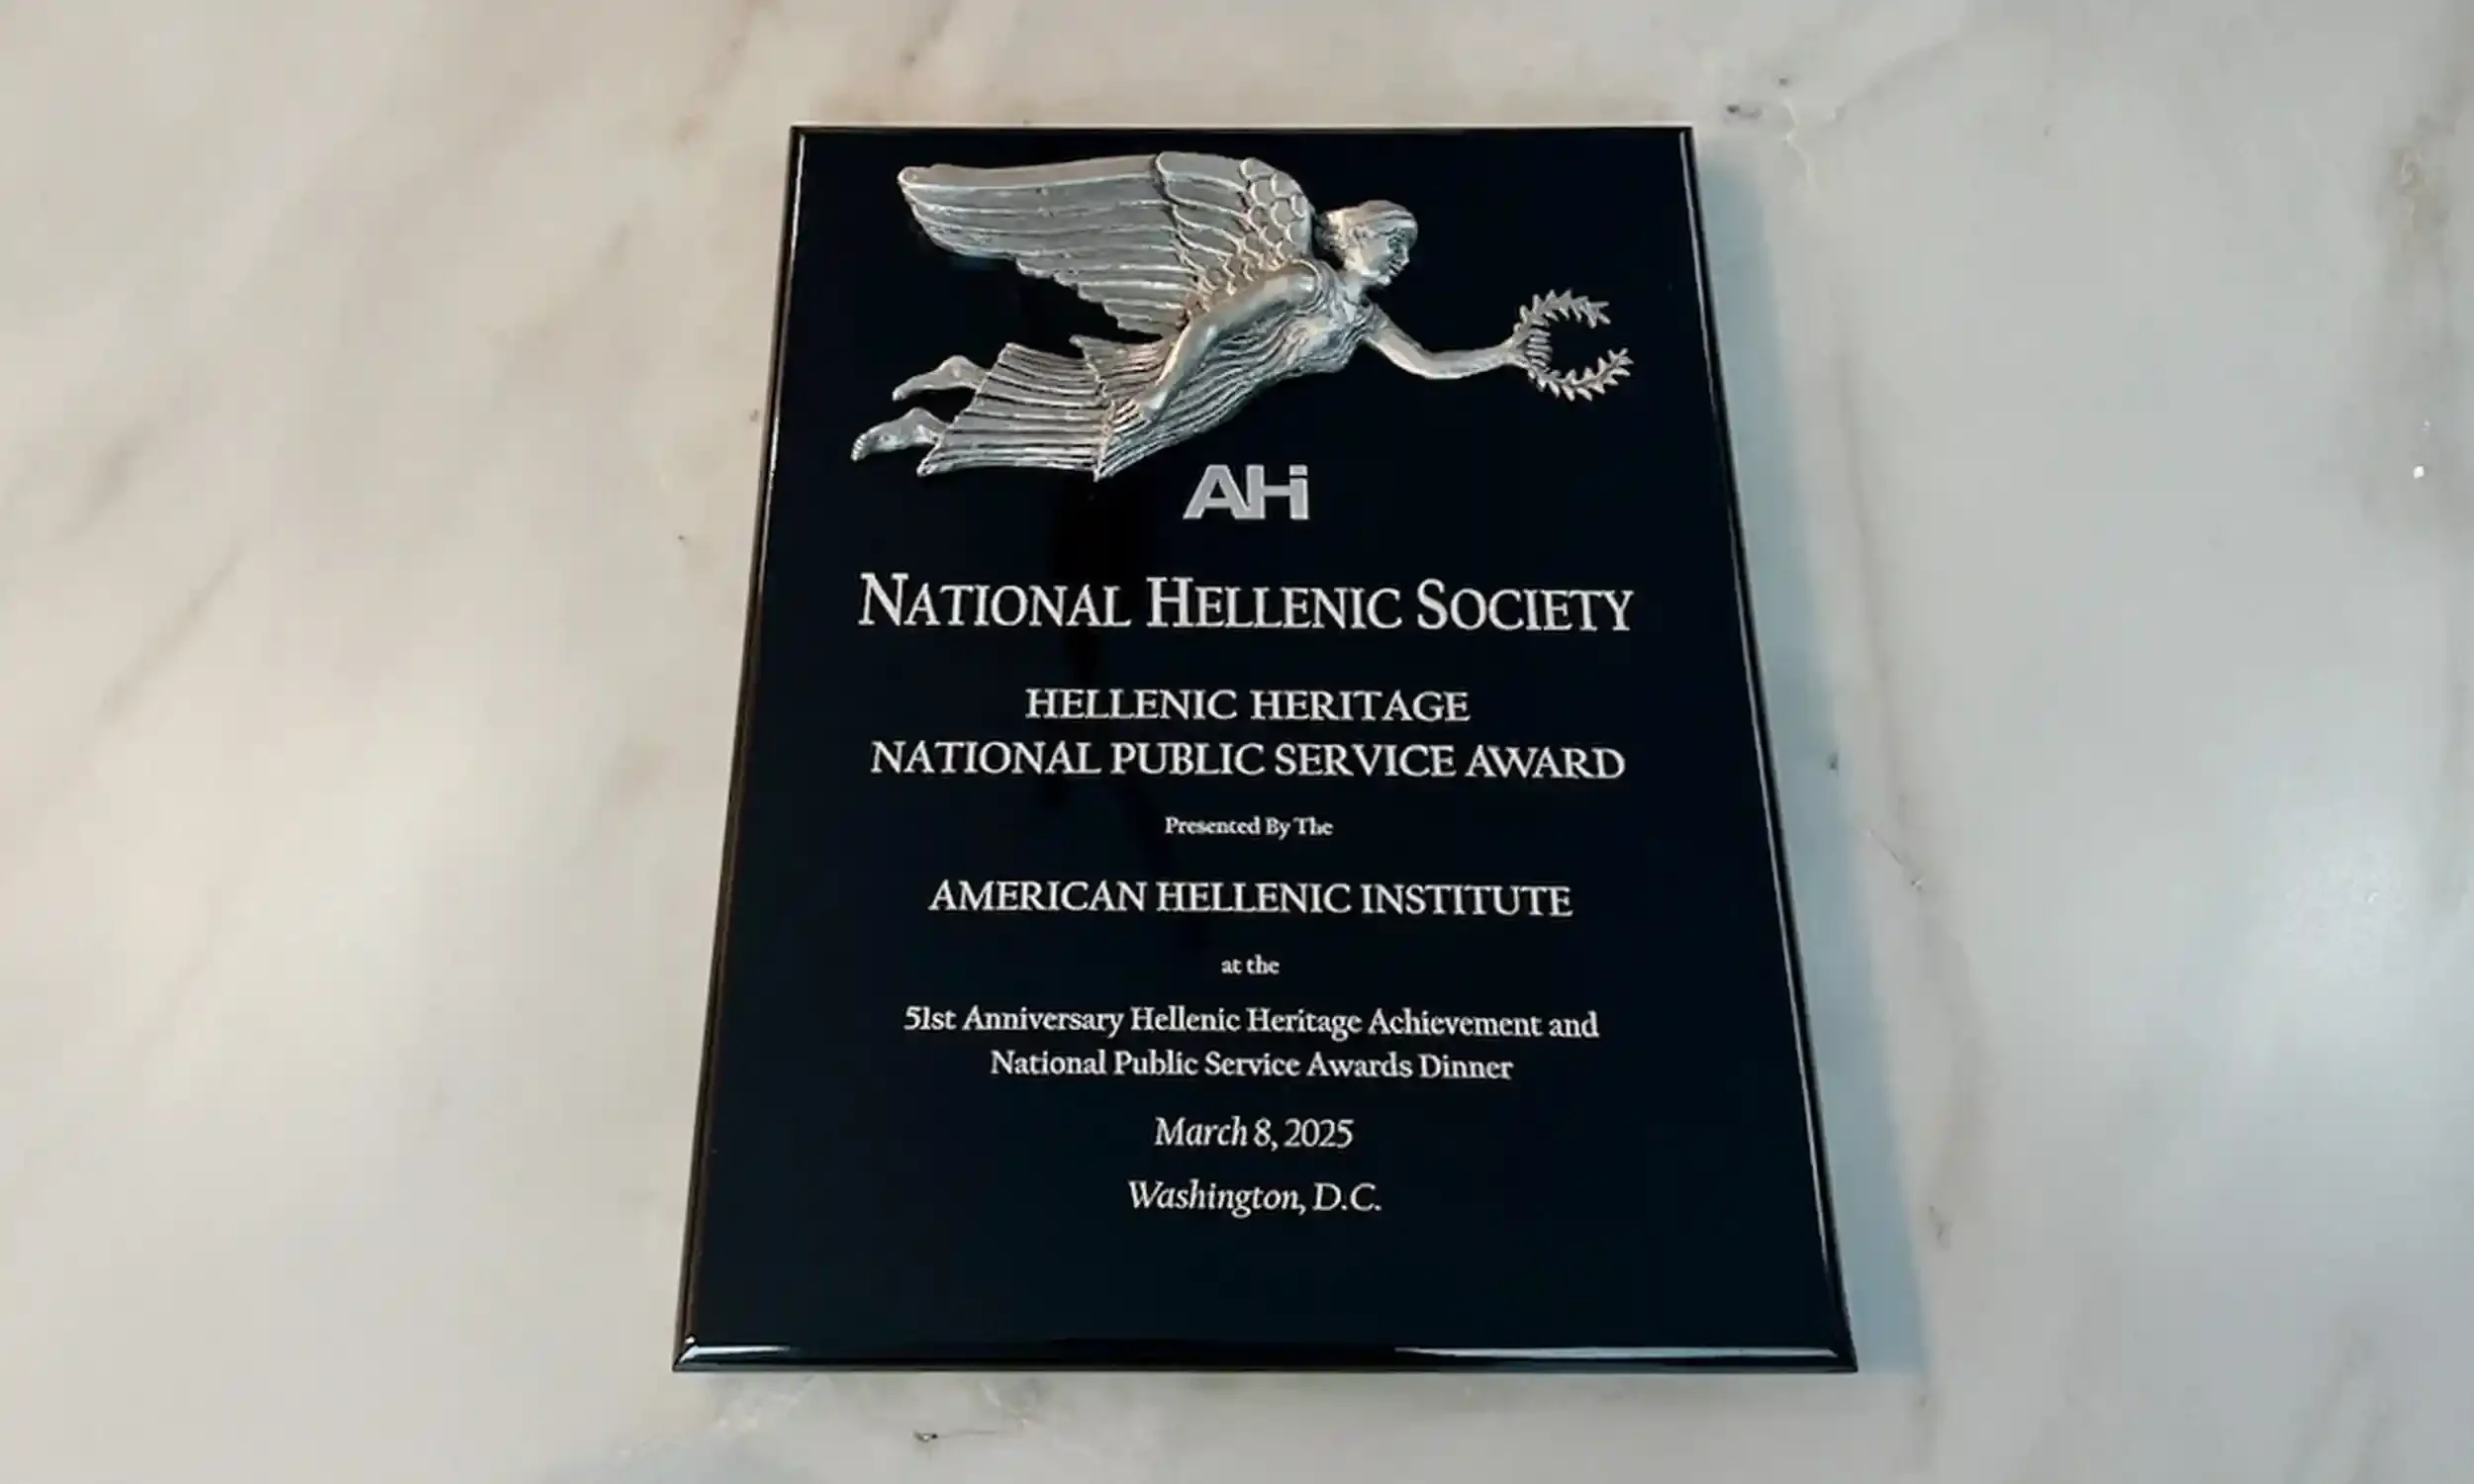 AHi
NATIONAL HELLENIC SOCIETY
HELLENIC HERITAGE
NATIONAL PUBLIC SERVICE AWARD
Presented By The
AMERICAN HELLENIC INSTITUTE
at the
51st Anniversary Hellenic Heritage Achievement and
National Public Service Awards Dinner
March 8, 2025
Washington, D.C.